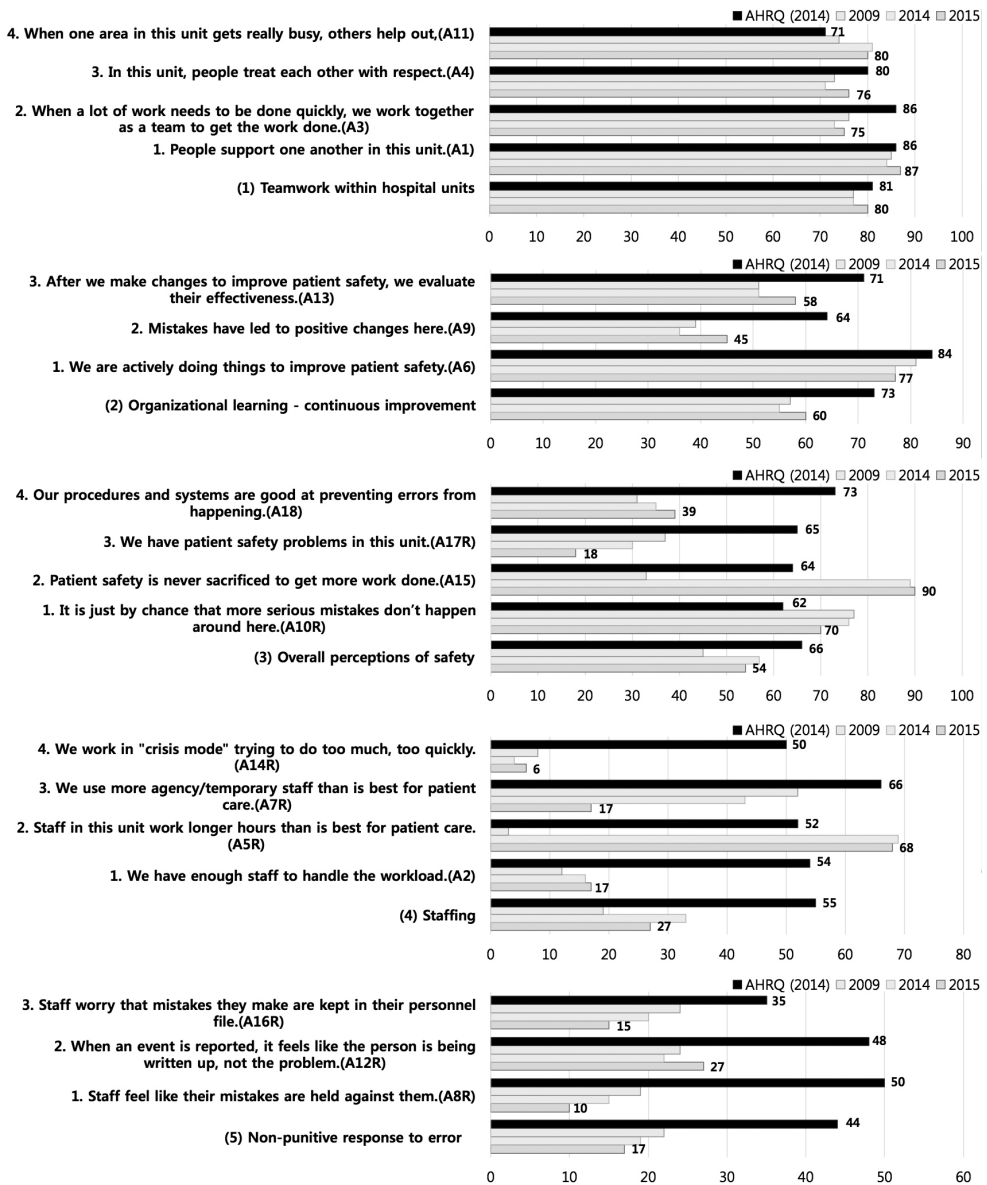 AHRQ (2014) 2009 2014 2015
4. When one area in this unit gets really busy, others help out,(A11)
71
80
3. In this unit, people treat each other with respect.(A4)
80
76
2. When a lot of work needs to be done quickly, we work together
as a team to get the work done.(A3)
86
75
1. People support one another in this unit.(A1)
86
87
(1) Teamwork within hospital units
81
80
0 10 20 30 40 50 60 70 80 90 100
AHRQ (2014) 2009 2014 2015
3. After we make changes to improve patient safety, we evaluate
their effectiveness.(A13)
71
58
2. Mistakes have led to positive changes here.(A9)
64
45
1. We are actively doing things to improve patient safety.(A6)
84
77
(2) Organizational learning - continuous improvement
73
60
0 10 20 30 40 50 60 70 80 90
AHRQ (2014) 2009 2014 2015
4. Our procedures and systems are good at preventing errors from
happening.(A18)
73
39
3. We have patient safety problems in this unit.(A17R)
65
18
2. Patient safety is never sacrificed to get more work done.(A15)
64
90
1. It is just by chance that more serious mistakes don't happen
around here.(A10R)
62
70
(3) Overall perceptions of safety
66
54
0 10 20 30 40 50 60 70 80 90 100
AHRQ (2014) 2009 2014 2015
4. We work in "crisis mode" trying to do too much, too quickly.
(A14R)
50
6
3. We use more agency/temporary staff than is best for patient
care.(A7R)
66
17
2. Staff in this unit work longer hours than is best for patient care.
(A5R)
52
68
1. We have enough staff to handle the workload.(A2)
54
17
(4) Staffing
55
27
0 10 20 30 40 50 60 70 80
AHRQ (2014) 2009 2014 2015
3. Staff worry that mistakes they make are kept in their personnel
file.(A16R)
35
15
2. When an event is reported, it feels like the person is being
written up, not the problem.(A12R)
48
27
1. Staff feel like their mistakes are held against them.(A8R)
50
10
(5) Non-punitive response to error
44
17
0 10 20 30 40 50 60